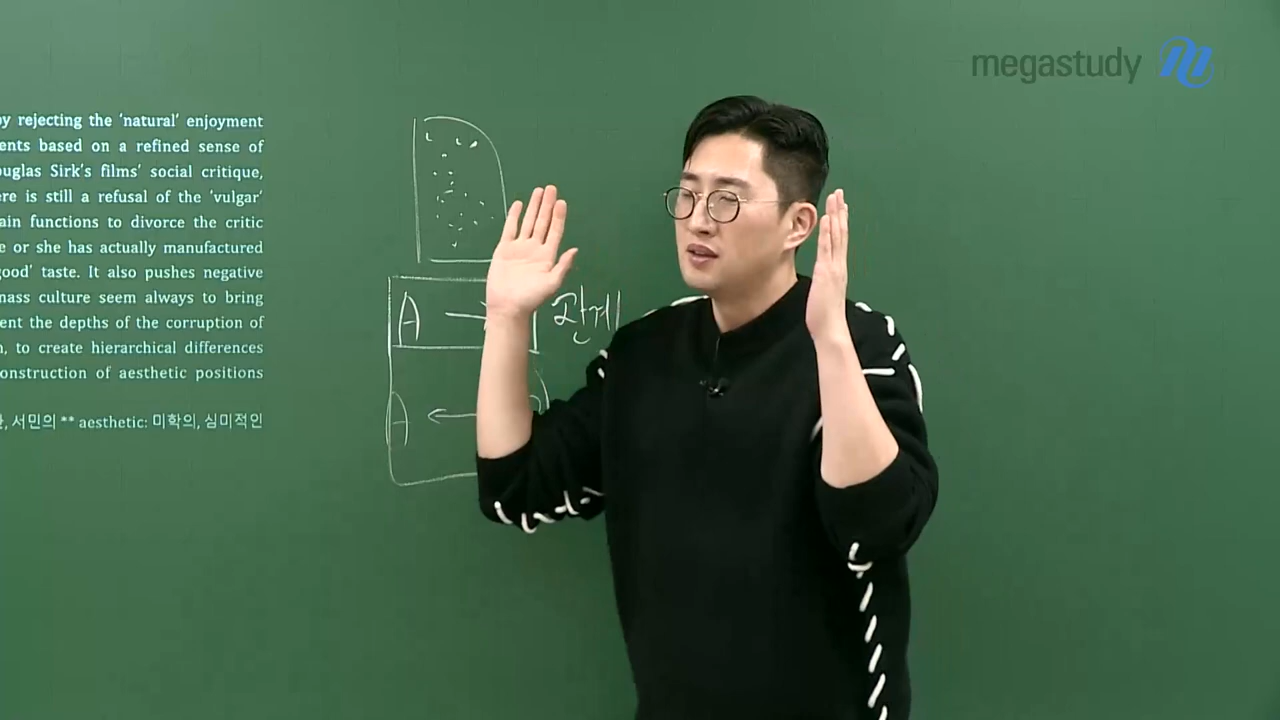 megastudy
by rejecting the 'natural' enjoyment
ents based on a refined sense of
ouglas Sirk's films' social critique,
ere is still a refusal of the 'vulgar'
ain functions to divorce the critic
e or she has actually manufactured
good' taste. It also pushes negative
mass culture seem always to bring
ent the depths of the corruption of
, to create hierarchical differences
onstruction of aesthetic positions
, 서민의 ** aesthetic: 미학의, 심미적인
A → 관계
A ←